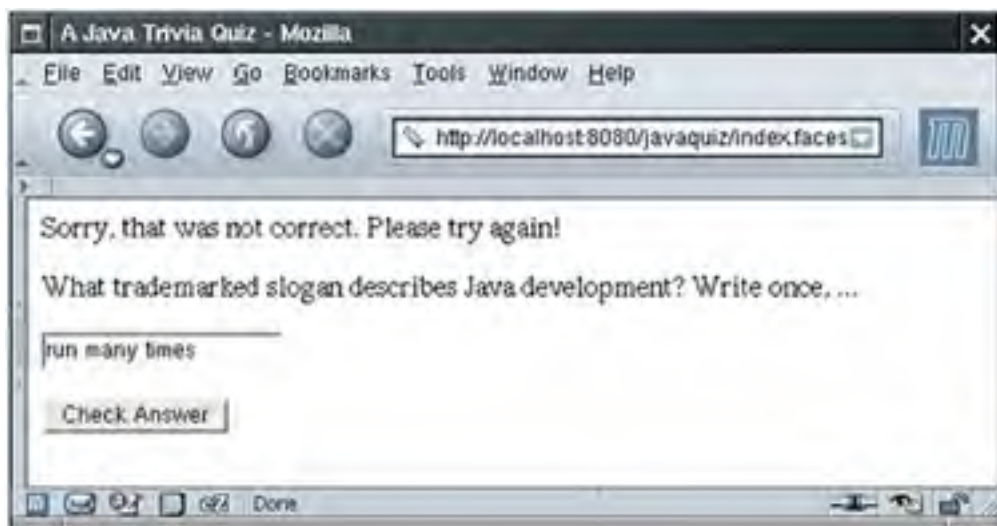 A Java Trivia Quiz - Mozilla
File Edit View Go Bookmarks Tools Window Help
http://localhost:8080/javaquiz/index.faces
Sorry, that was not correct. Please try again!
What trademarked slogan describes Java development? Write once, ...
run many times
Check Answer
Done